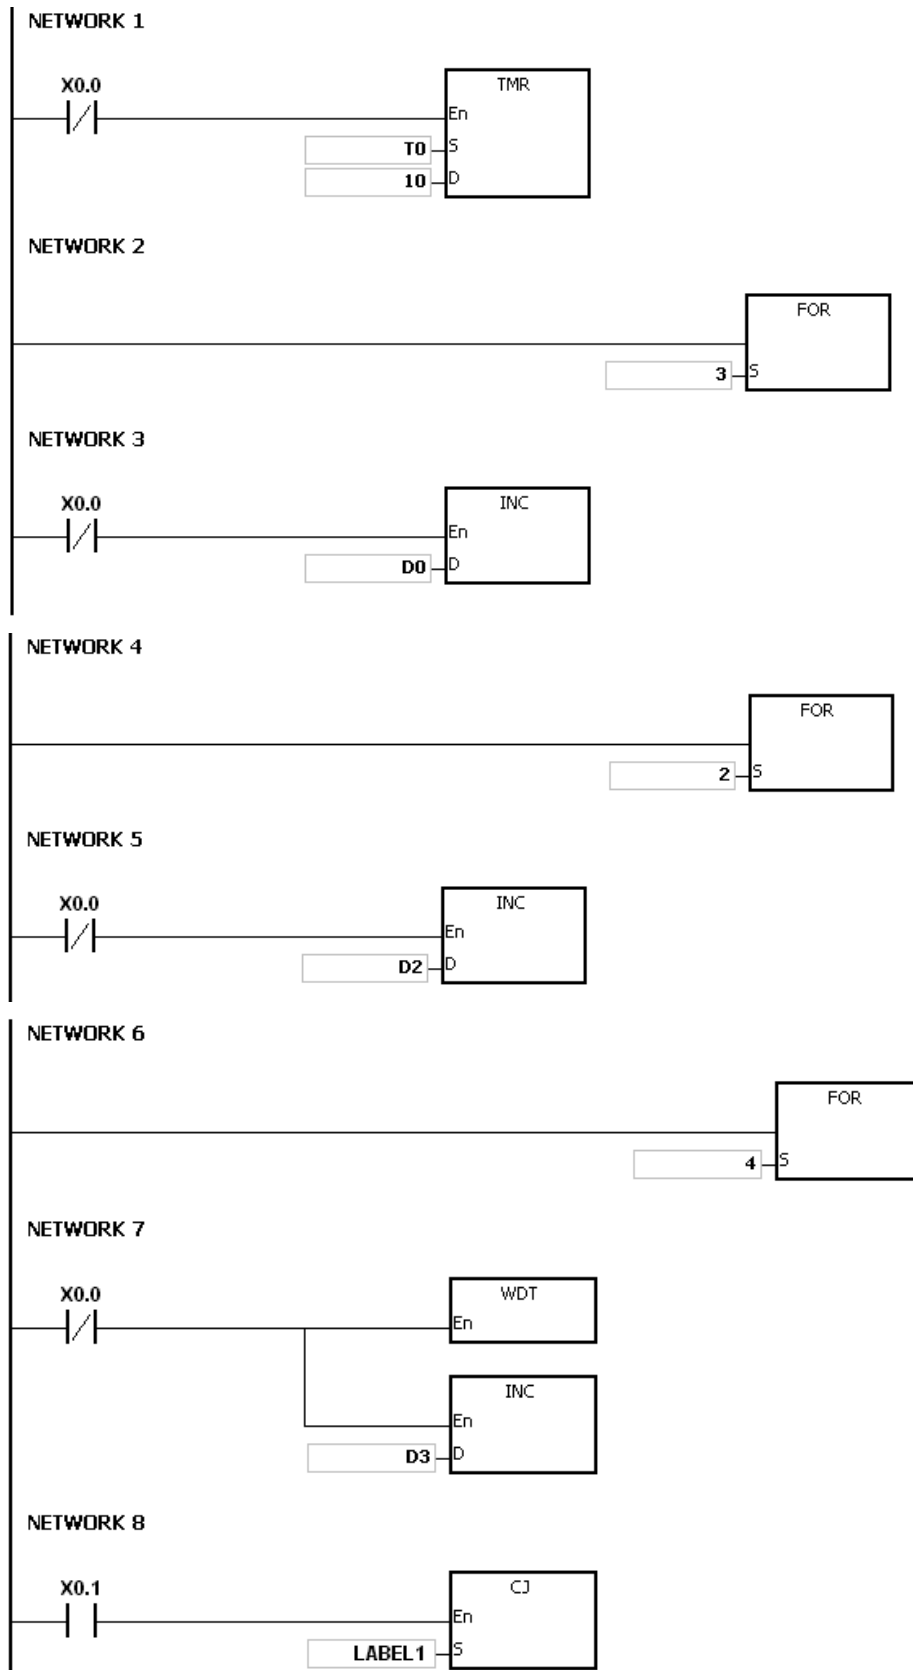 NETWORK 1
X0.0
TMR
En
T0 S
10 D
NETWORK 2
FOR
3 S
NETWORK 3
X0.0
INC
En
D0 D
NETWORK 4
FOR
2 S
NETWORK 5
X0.0
INC
En
D2 D
NETWORK 6
FOR
4 S
NETWORK 7
X0.0
WDT
En
INC
En
D3 D
NETWORK 8
X0.1
CJ
En
LABEL1 S